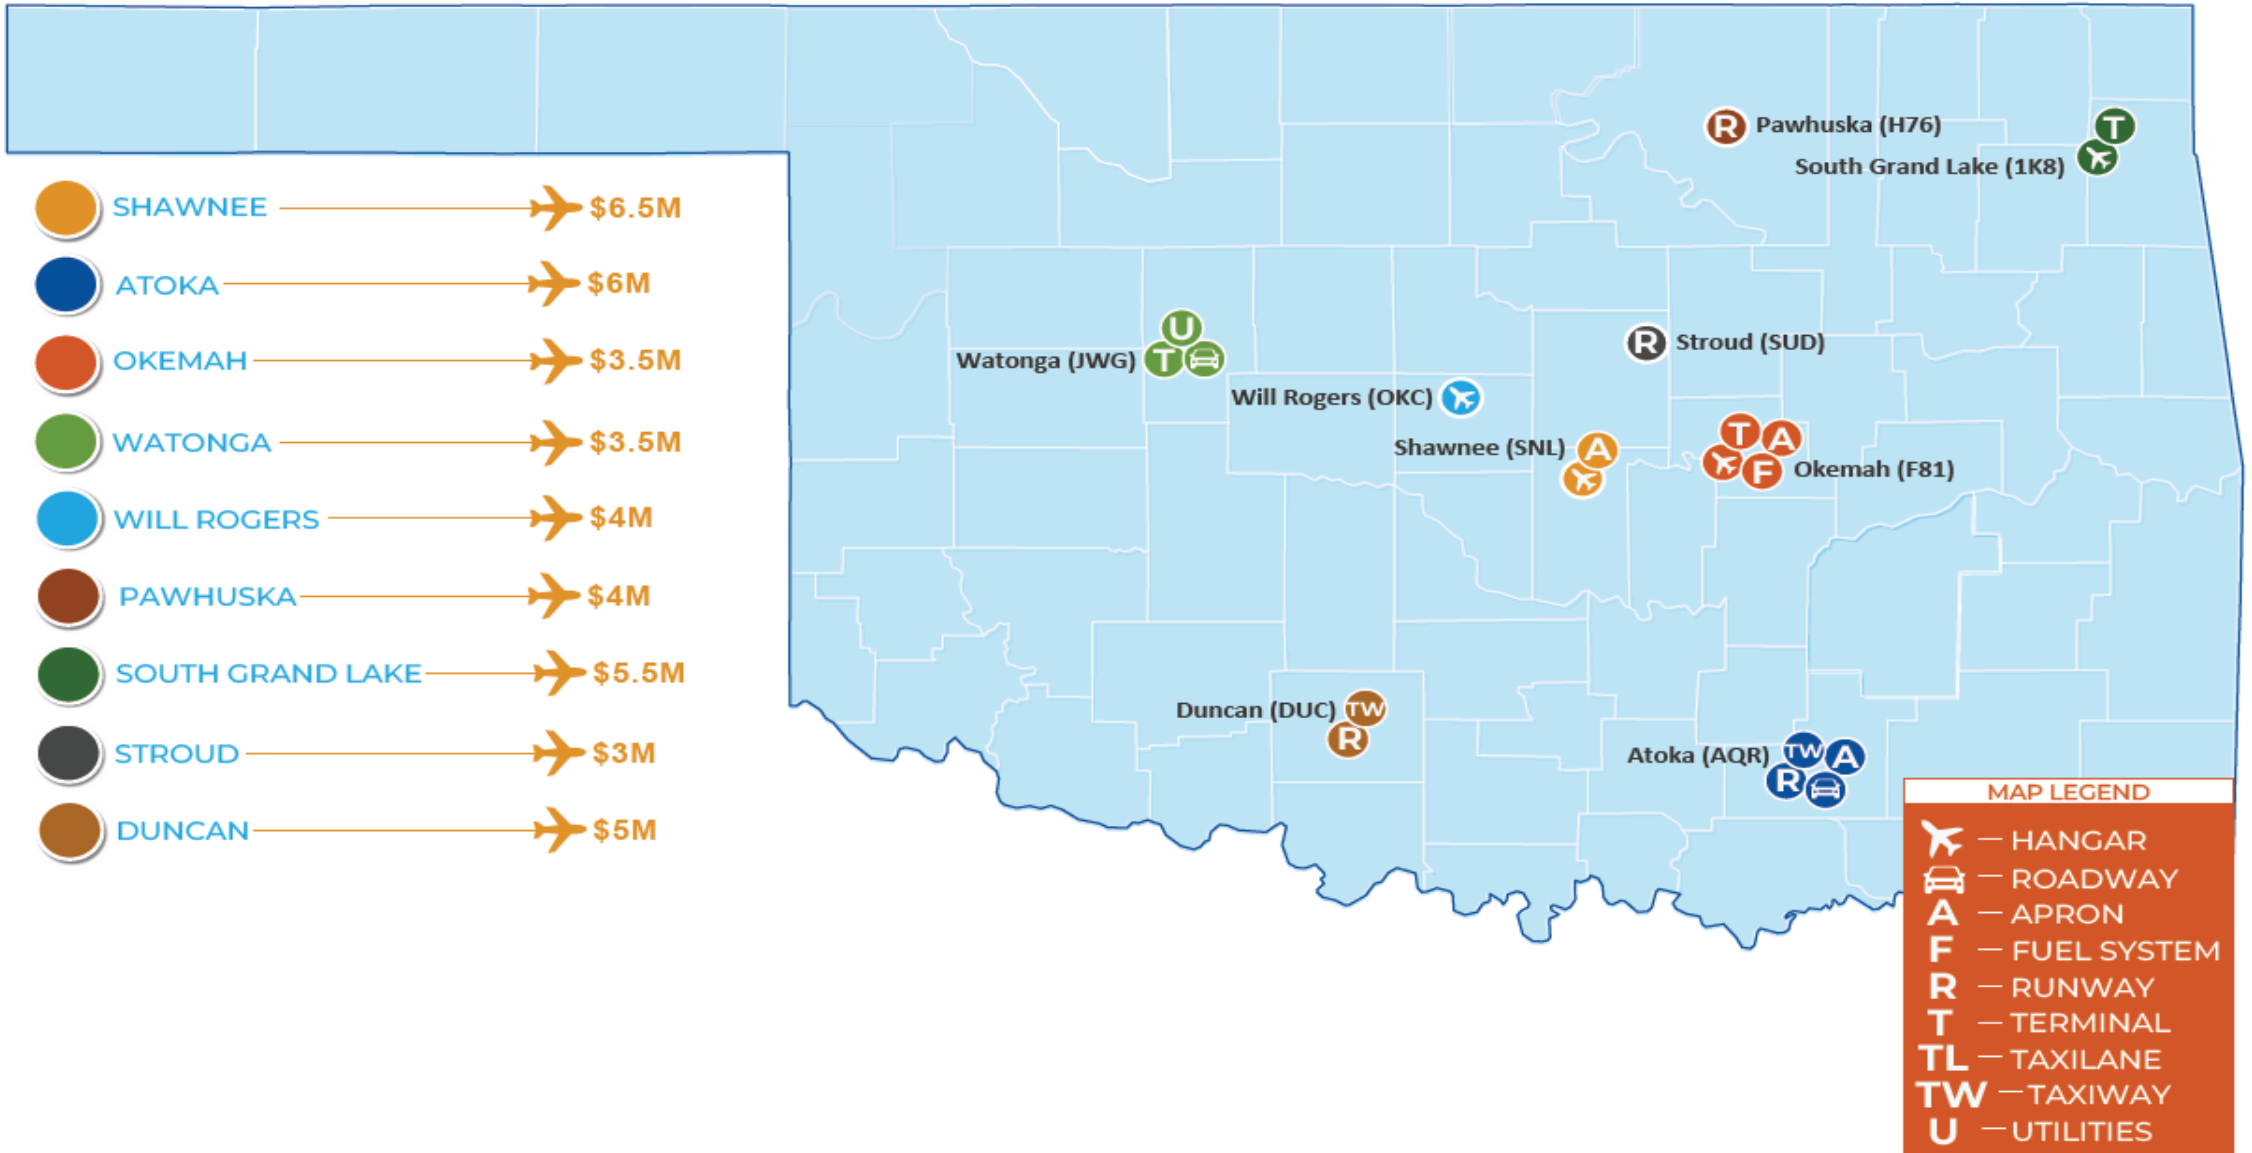 SHAWNEE $6.5M
ATOKA $6M
OKEMAH $3.5M
WATONGA $3.5M
WILL ROGERS $4M
PAWHUSKA $4M
SOUTH GRAND LAKE $5.5M
STROUD $3M
DUNCAN $5M
R Pawhuska (H76)
T
South Grand Lake (1K8)
U
Watonga (JWG) T
R Stroud (SUD)
Will Rogers (OKC)
Shawnee (SNL) A
T A
F Okemah (F81)
Duncan (DUC) TW
R
Atoka (AQR) TW A
R
MAP LEGEND
— HANGAR
— ROADWAY
A — APRON
F — FUEL SYSTEM
R — RUNWAY
T — TERMINAL
TL — TAXILANE
TW — TAXIWAY
U — UTILITIES